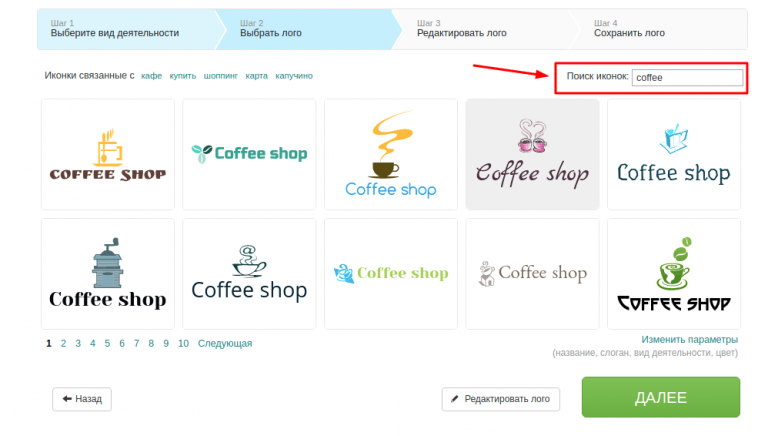 Шаг 1
Выберите вид деятельности
Шаг 2
Выбрать лого
Шаг 3
Редактировать лого
Шаг 4
Сохранить лого
Иконки связанные с кафе купить шоппинг карта капучино
Поиск иконок: coffee
COFFEE SHOP
Coffee shop
Coffee shop
Coffee shop
Coffee shop
Coffee shop
@
Coffee shop
Coffee shop
Coffee shop
COFFEE SHOP
1 2 3 4 5 6 7 8 9 10 Следующая
Изменить параметры
(название, слоган, вид деятельности, цвет)
Назад
Редактировать лого
ДАЛЕЕ